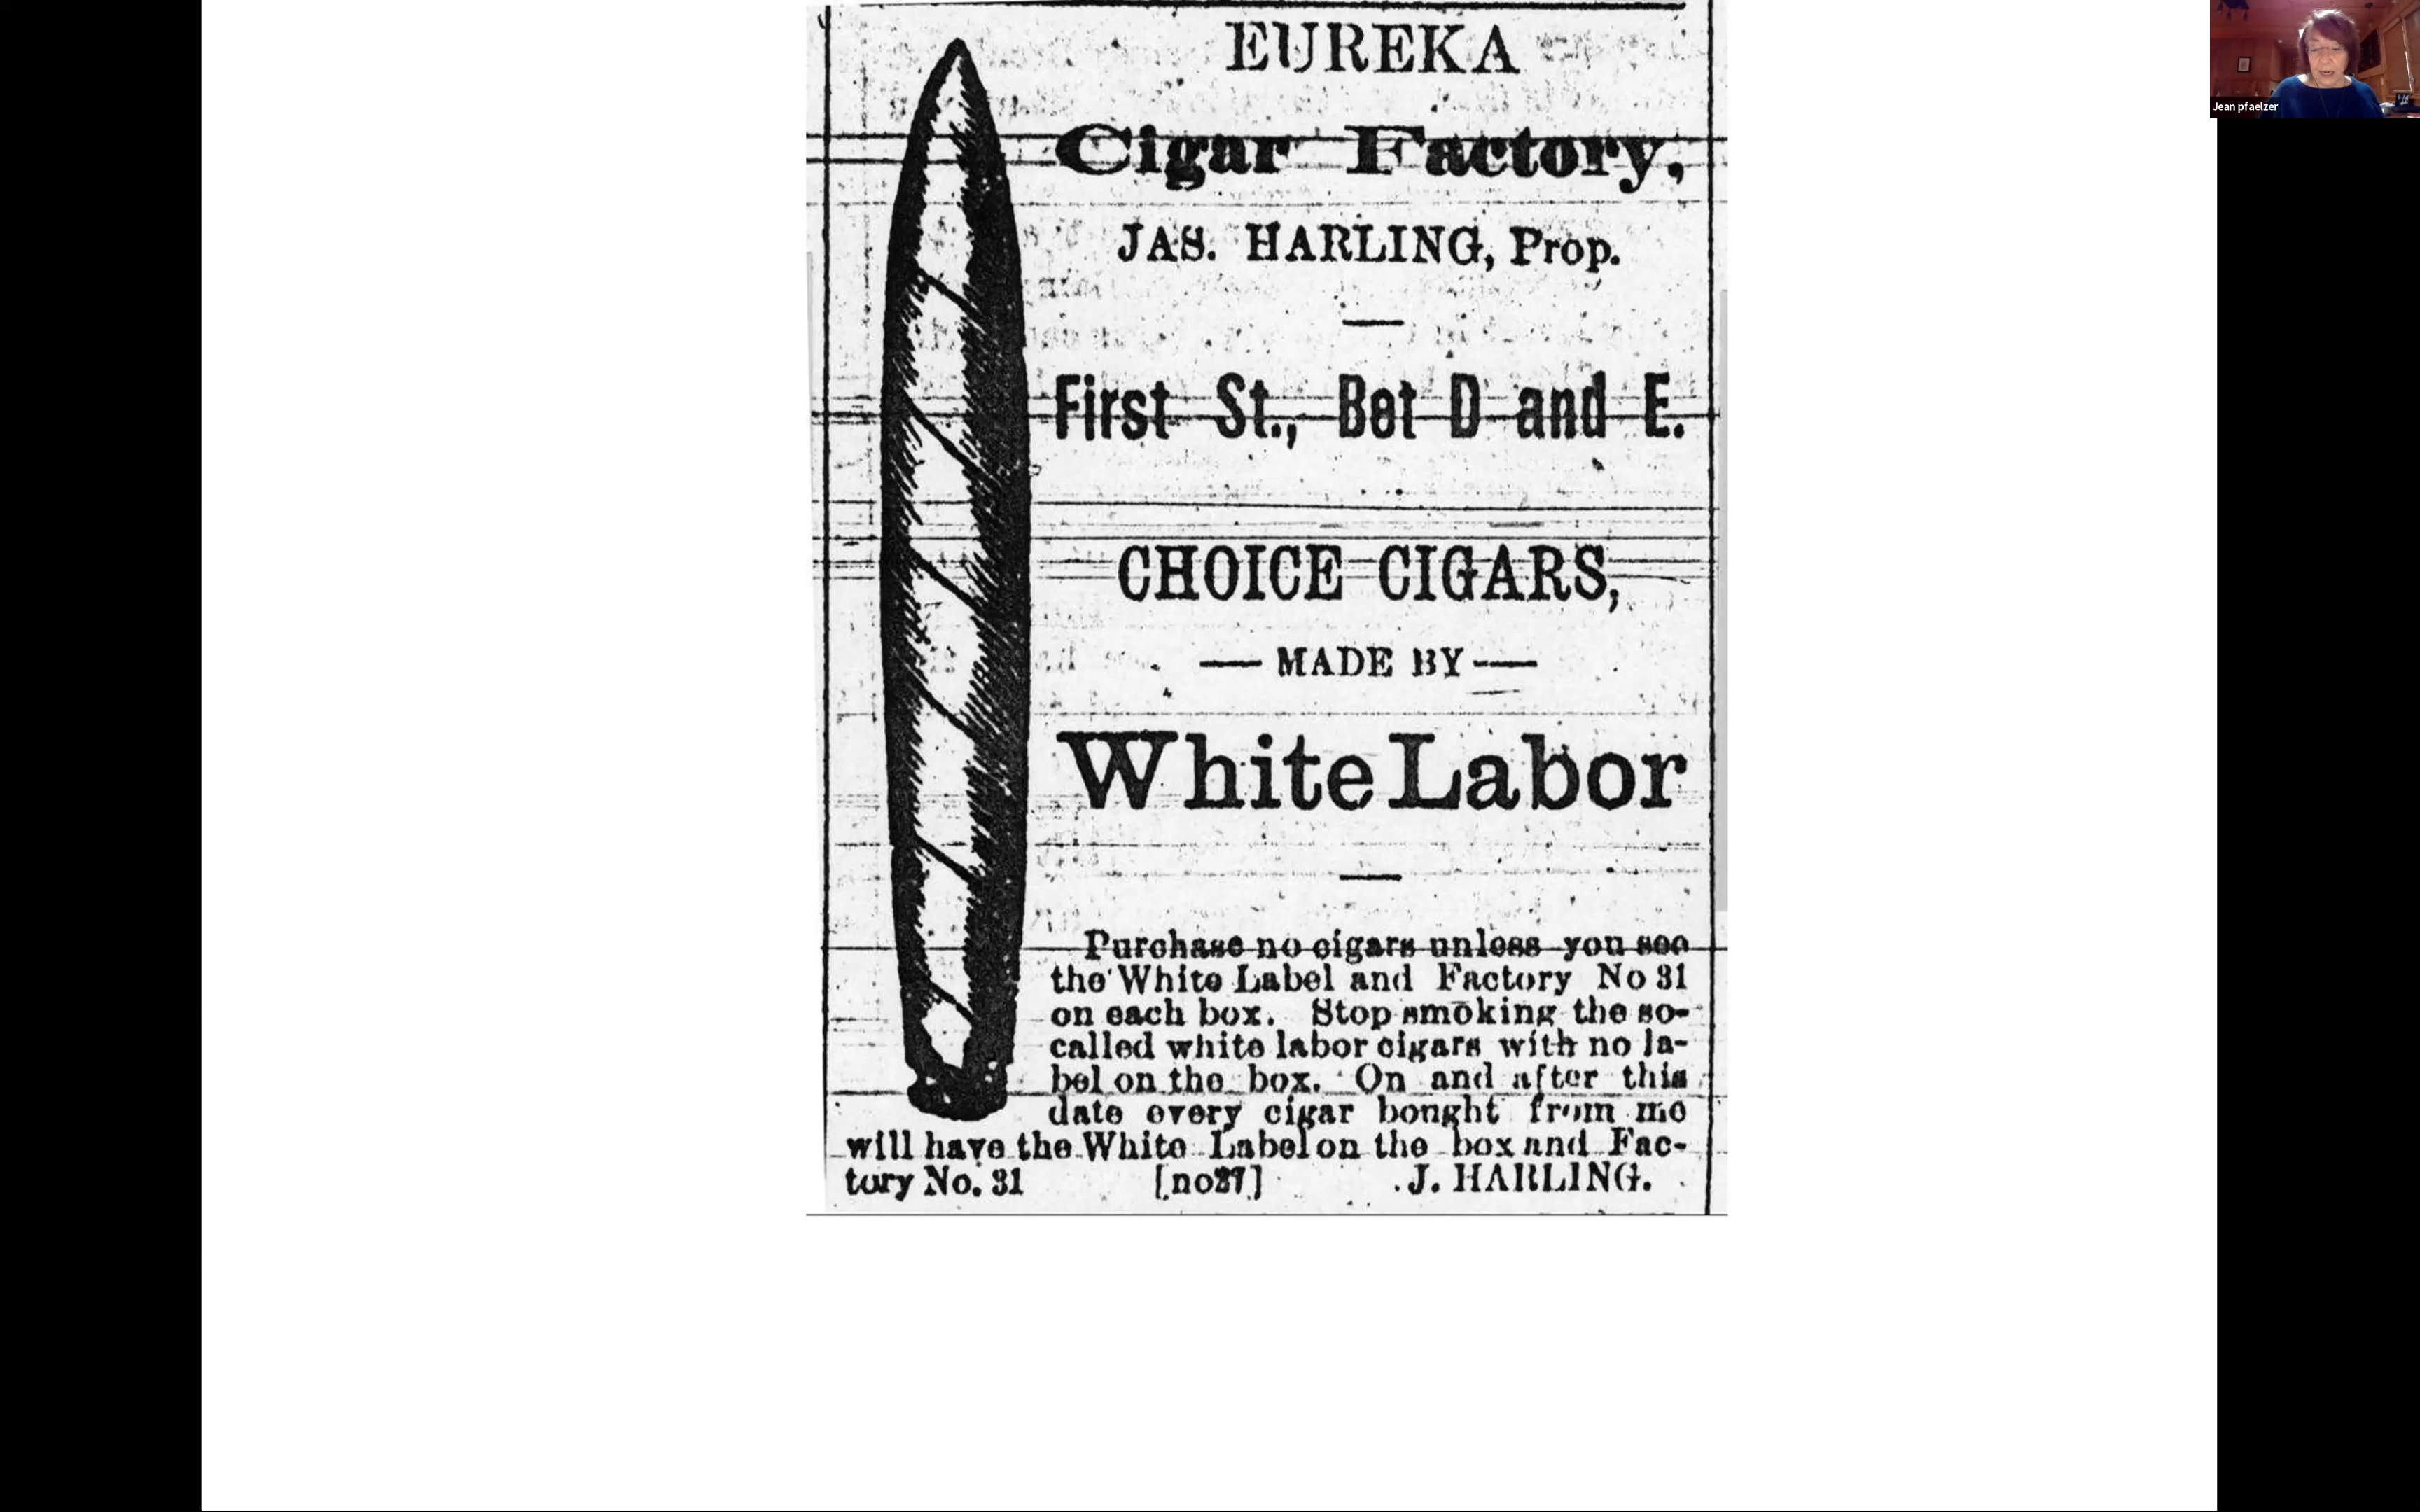 EUREKA
Cigar Factory,
JAS. HARLING, Prop.
First St., Bet D and E.
CHOICE CIGARS,
— MADE BY —
White Labor
Purchase no cigars unless you see
the White Label and Factory No 31
on each box. Stop smoking the so-
called white labor cigars with no la-
bel on the box. On and after this
date every cigar bought from me
will have the White Label on the box and Fac-
tory No. 31 [no27] J. HARLING.
Jean pfaelzer